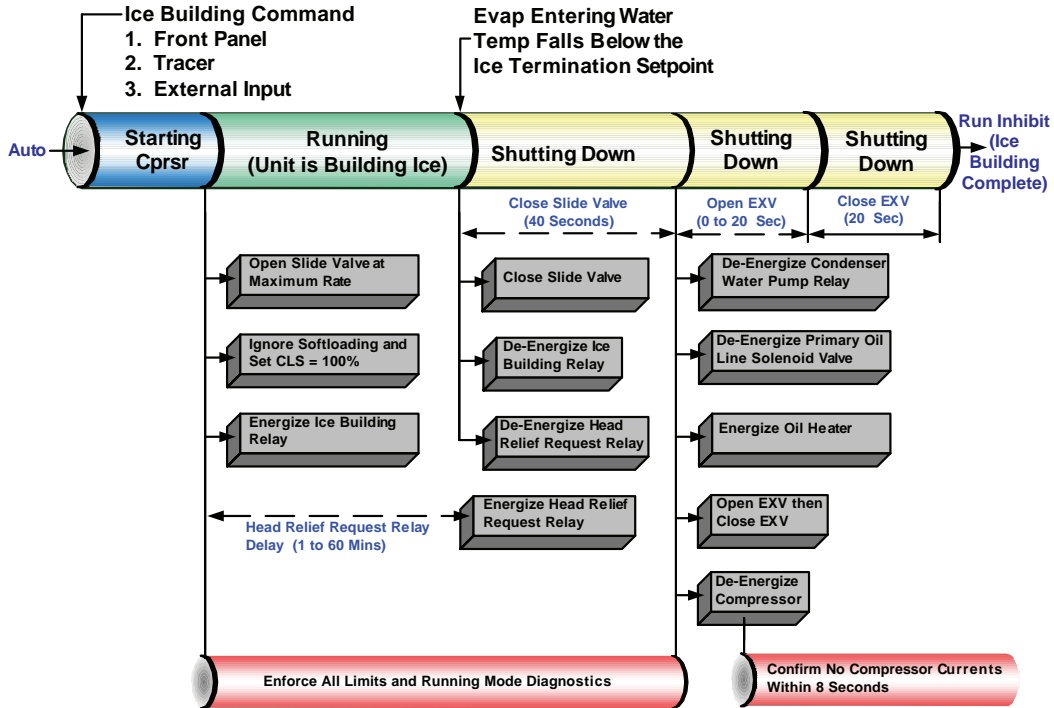 Ice Building Command
1. Front Panel
2. Tracer
3. External Input
Evap Entering Water
Temp Falls Below the
Ice Termination Setpoint
Auto
Starting
Cprsr
Running
(Unit is Building Ice)
Shutting Down
Shutting
Down
Shutting
Down
Run Inhibit
(Ice
Building
Complete)
Close Slide Valve
(40 Seconds)
Open EXV
(0 to 20 Sec)
Close EXV
(20 Sec)
Open Slide Valve at
Maximum Rate
Ignore Softloading and
Set CLS = 100%
Energize Ice Building
Relay
Head Relief Request Relay
Delay (1 to 60 Mins)
Close Slide Valve
De-Energize Ice
Building Relay
De-Energize Head
Relief Request Relay
Energize Head Relief
Request Relay
De-Energize Condenser
Water Pump Relay
De-Energize Primary Oil
Line Solenoid Valve
Energize Oil Heater
Open EXV then
Close EXV
De-Energize
Compressor
Enforce All Limits and Running Mode Diagnostics
Confirm No Compressor Currents
Within 8 Seconds